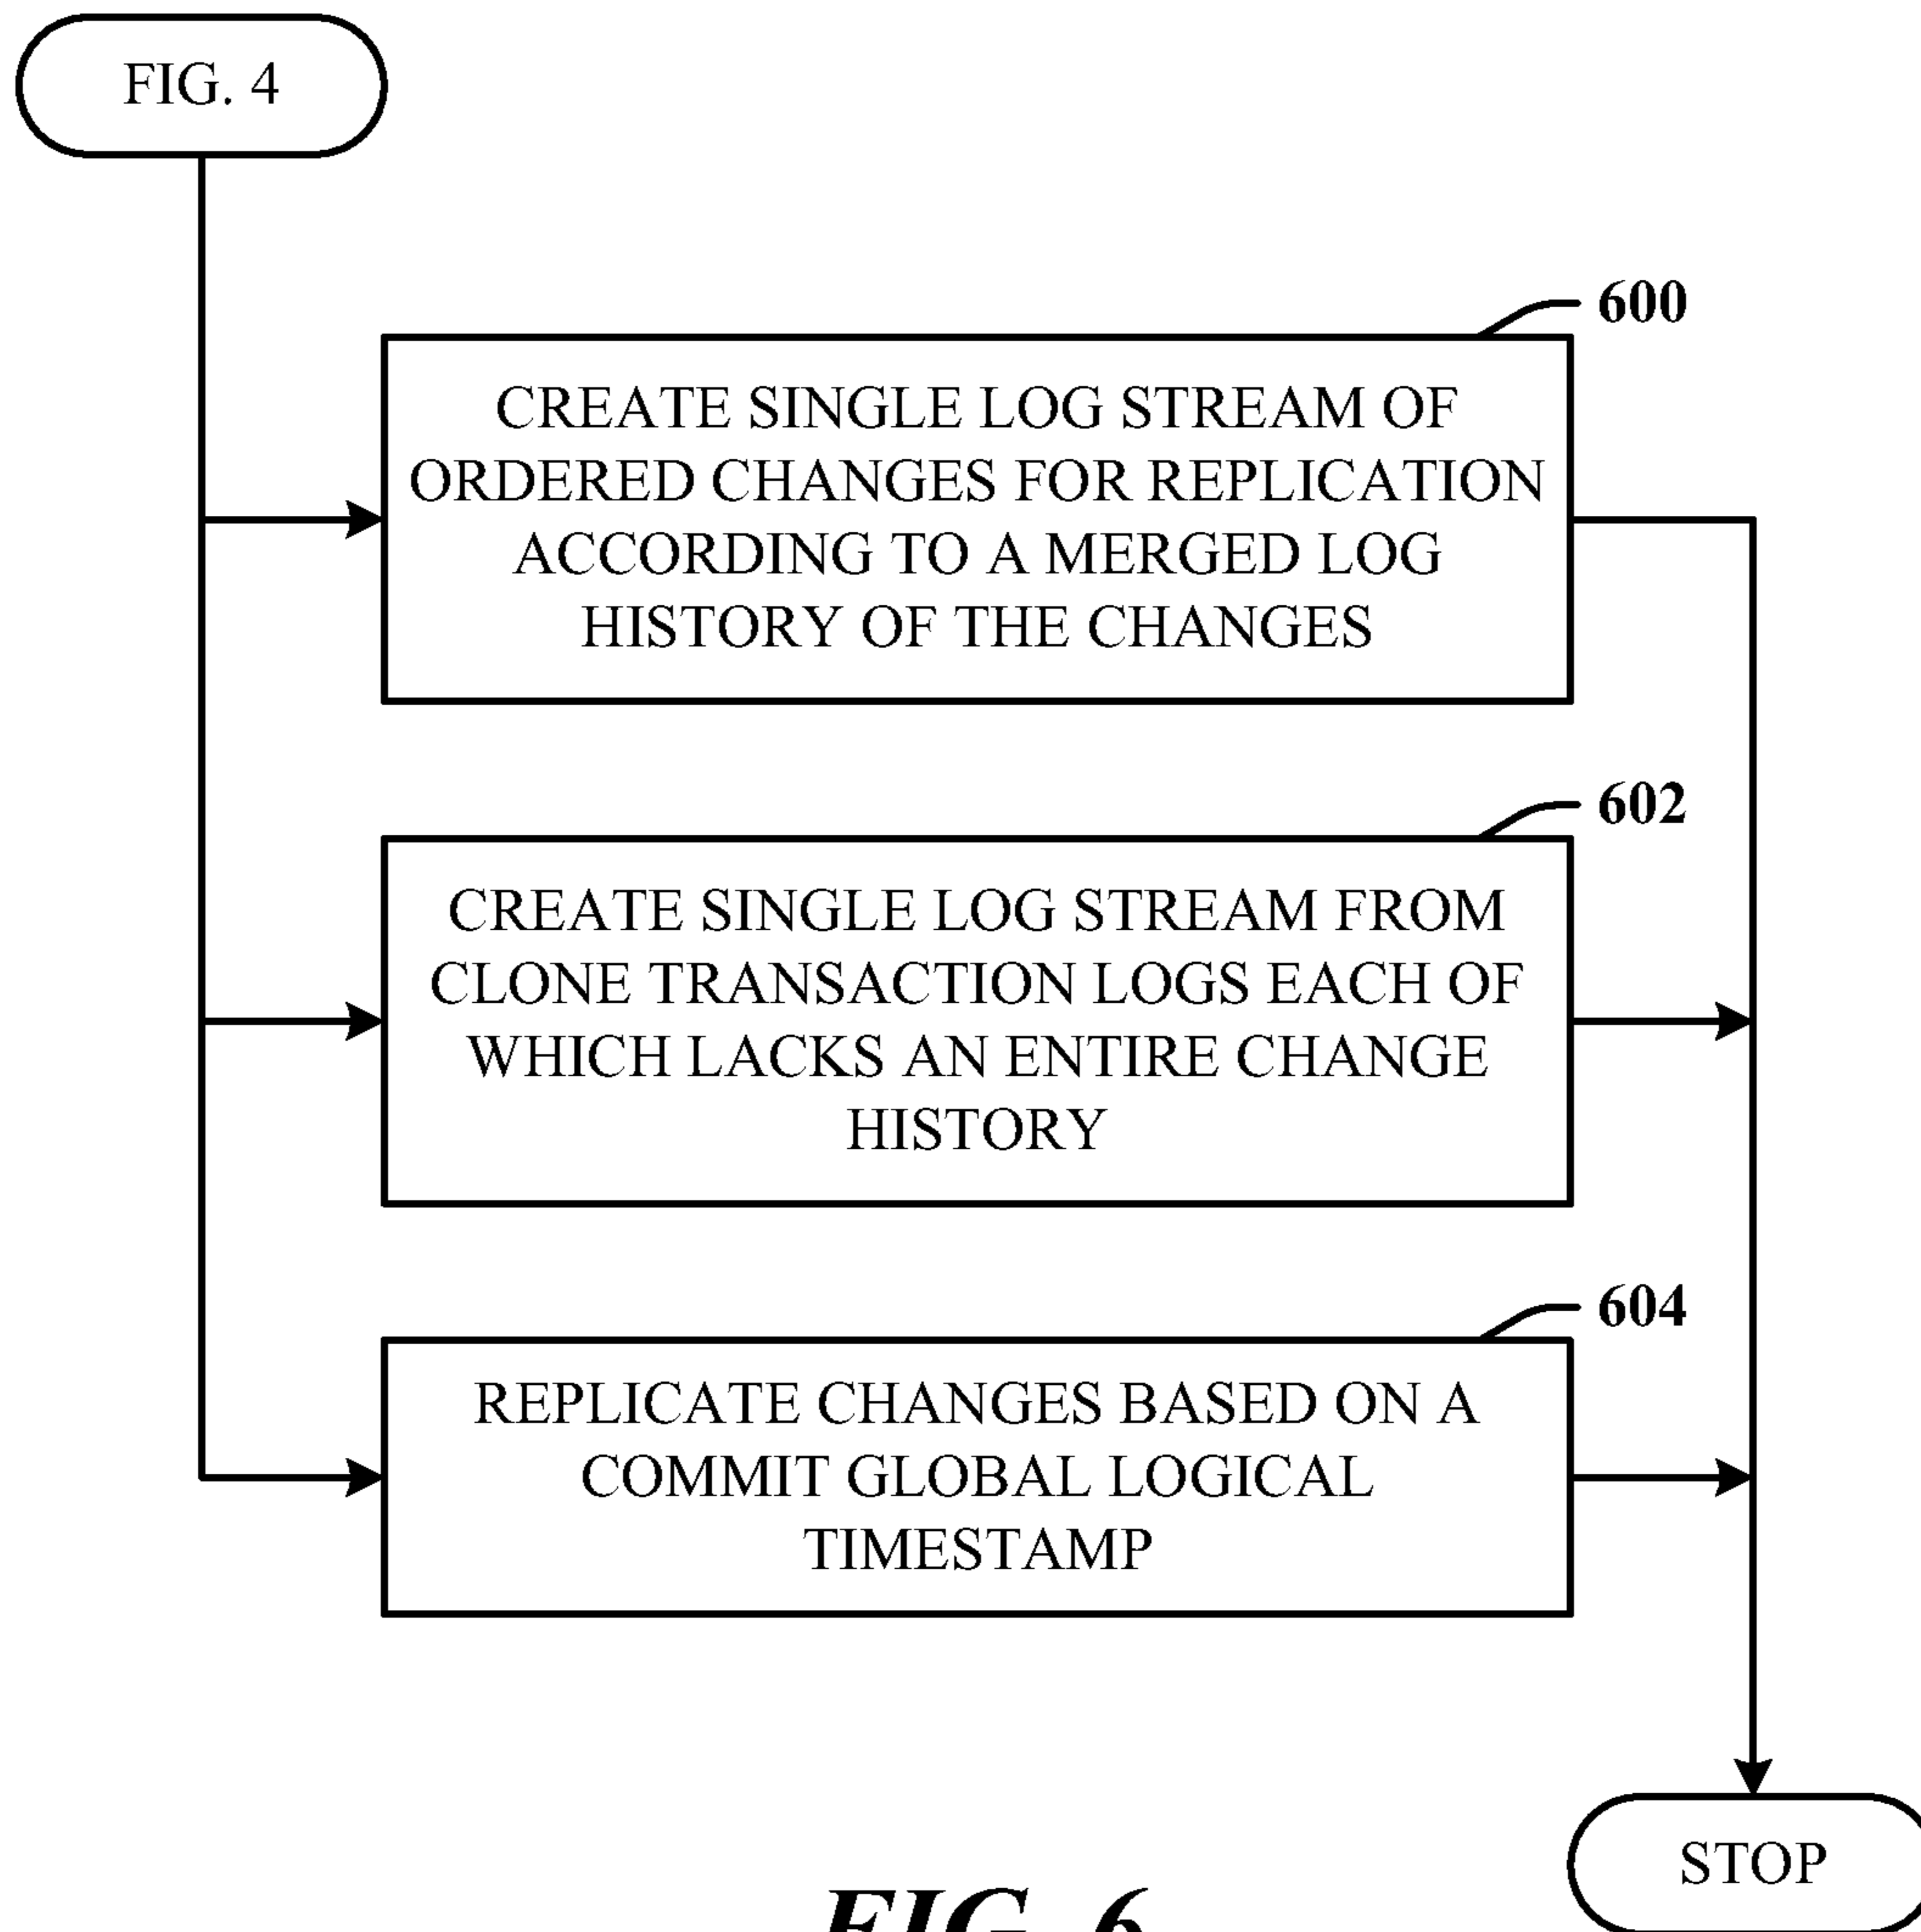 FIG. 4
600
CREATE SINGLE LOG STREAM OF
ORDERED CHANGES FOR REPLICATION
ACCORDING TO A MERGED LOG
HISTORY OF THE CHANGES
602
CREATE SINGLE LOG STREAM FROM
CLONE TRANSACTION LOGS EACH OF
WHICH LACKS AN ENTIRE CHANGE
HISTORY
604
REPLICATE CHANGES BASED ON A
COMMIT GLOBAL LOGICAL
TIMESTAMP
STOP
FIG. 6